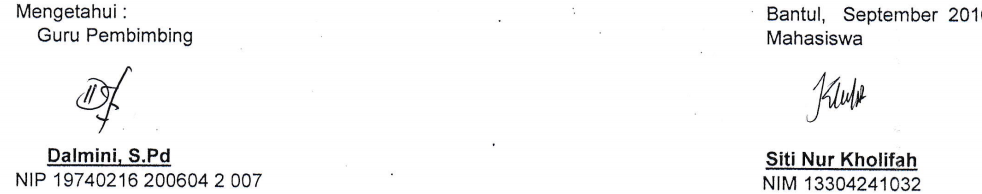 Mengetahui :
Guru Pembimbing
Dalmini, S.Pd
NIP 19740216 200604 2 007
Bantul, September 201
Mahasiswa
Siti Nur Kholifah
NIM 13304241032